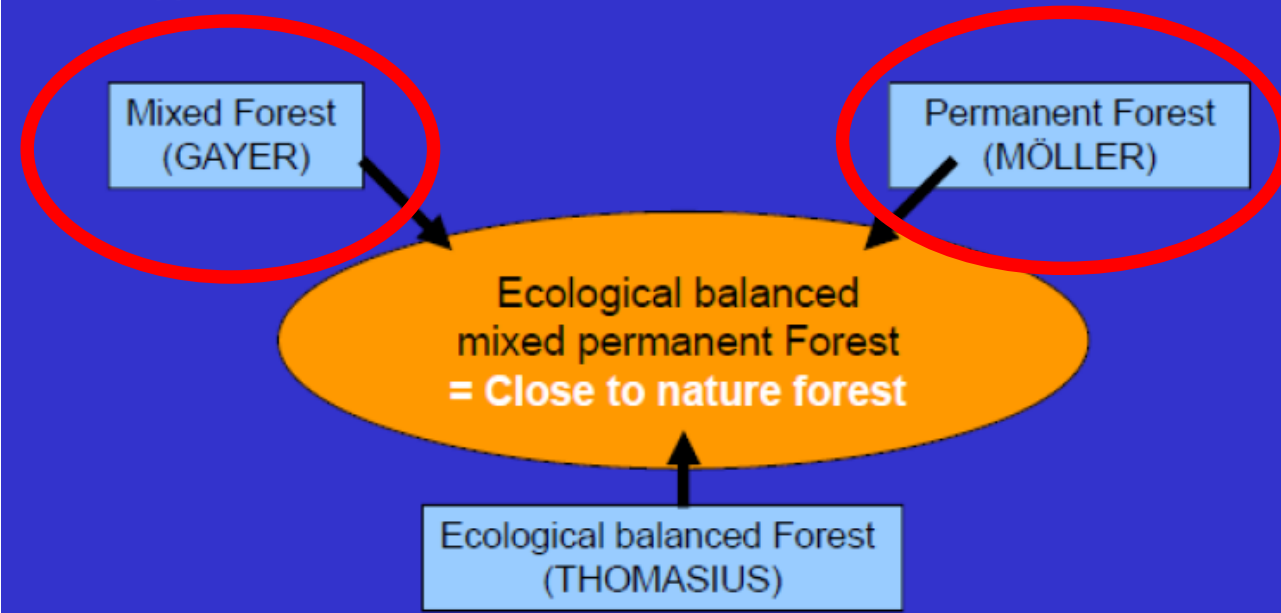 Mixed Forest
(GAYER)
Permanent Forest
(MÖLLER)
Ecological balanced
mixed permanent Forest
= Close to nature forest
Ecological balanced Forest
(THOMASIUS)